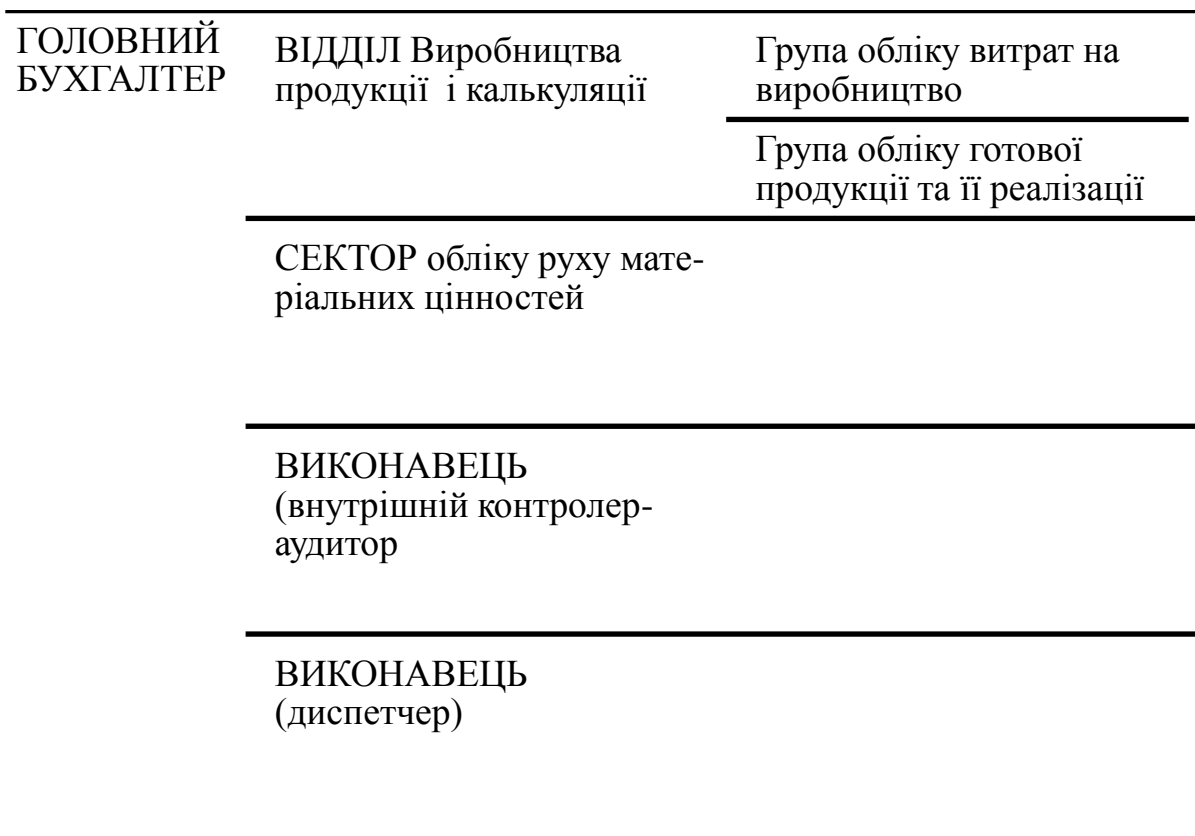 ГОЛОВНИЙ
БУХГАЛТЕР
ВІДДІЛ Виробництва
продукції і калькуляції
Група обліку витрат на
виробництво
Група обліку готової
продукції та її реалізації
СЕКТОР обліку руху мате-
ріальних цінностей
ВИКОНАВЕЦЬ
(внутрішній контролер-
аудитор
ВИКОНАВЕЦЬ
(диспетчер)